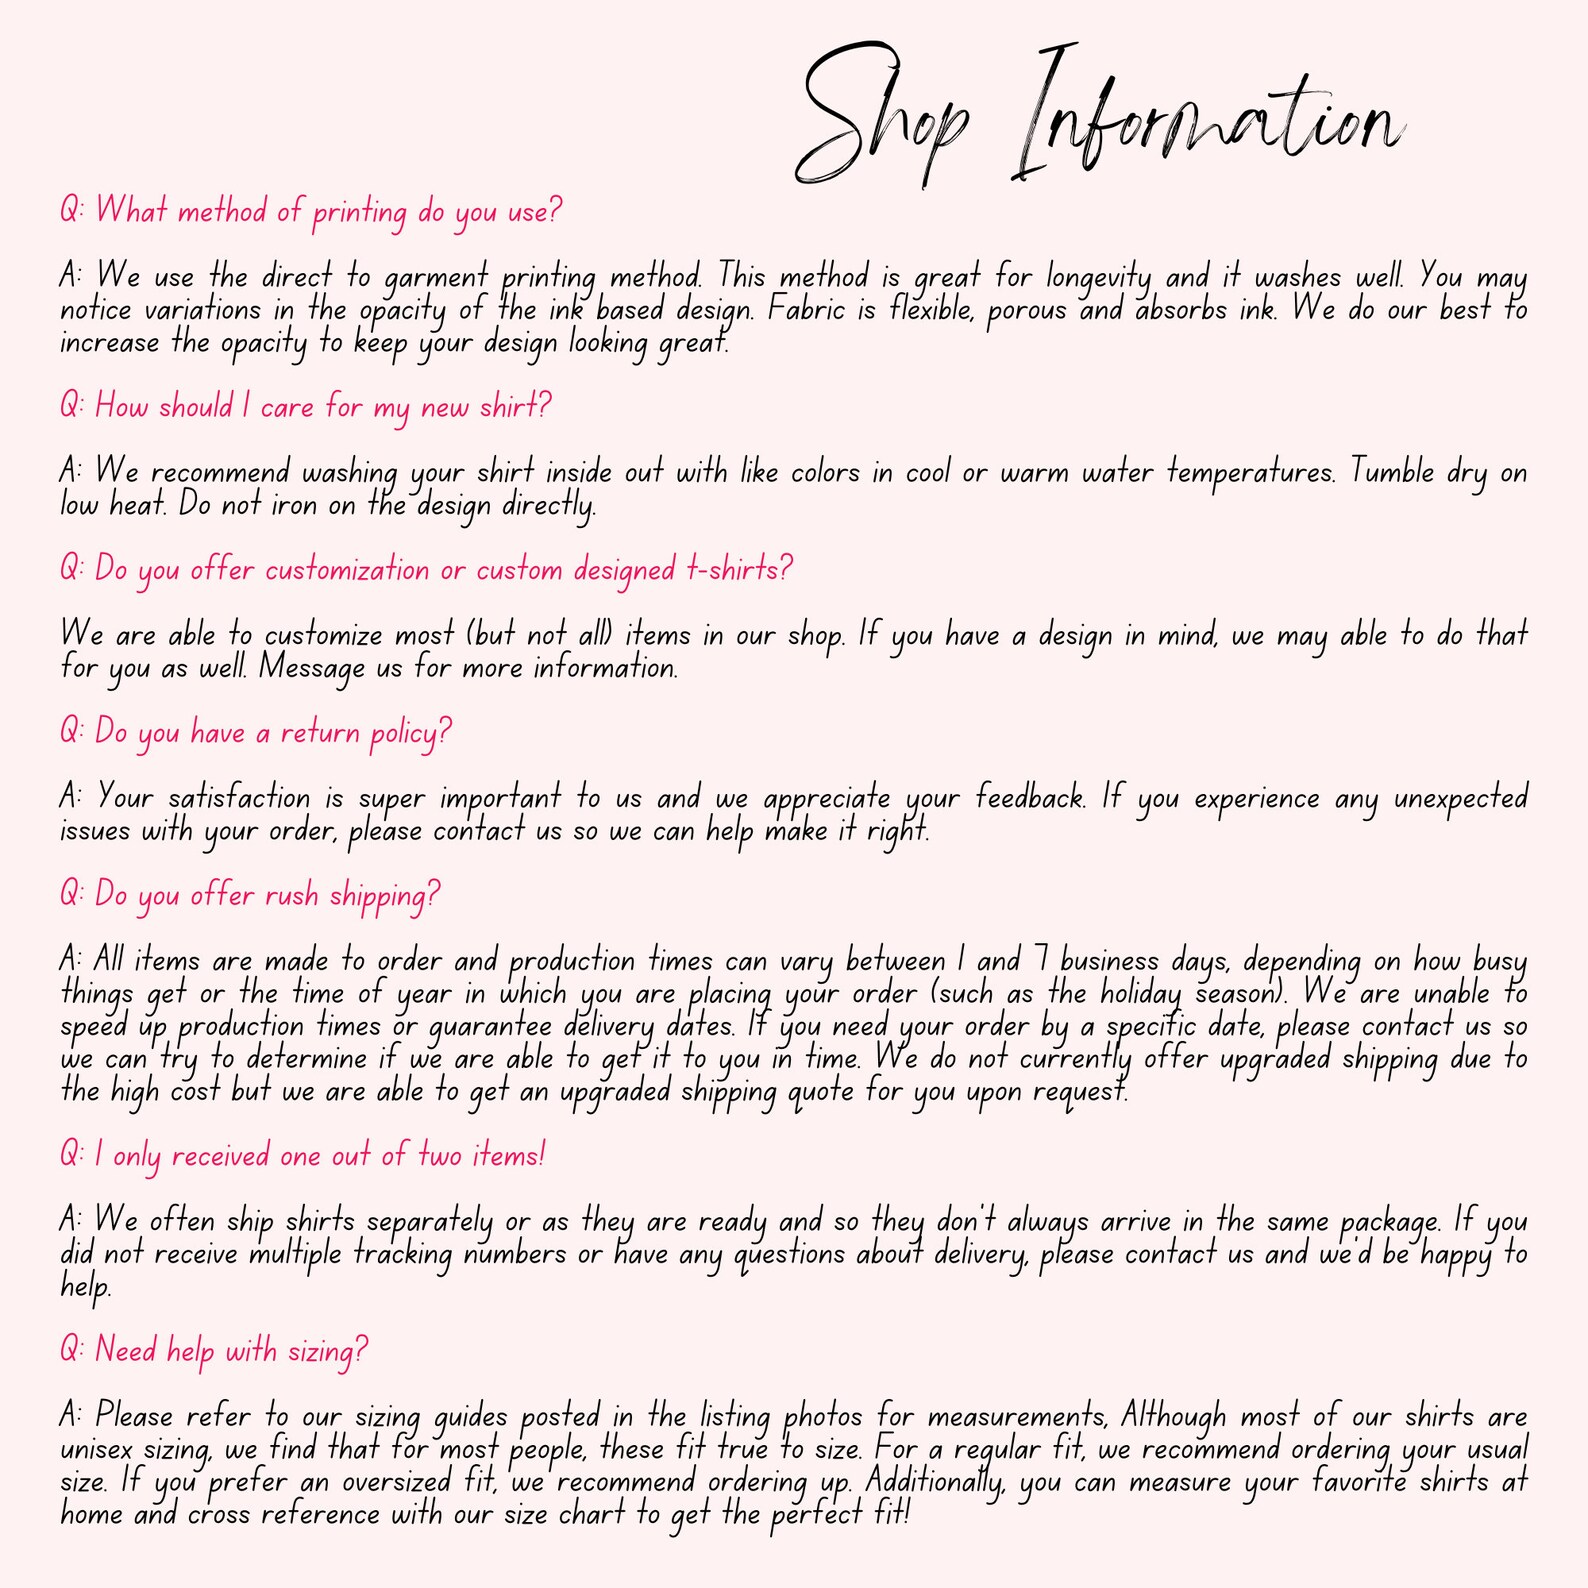 Shop Information
Q: What method of printing do you use?
A: We use the direct to garment printing method. This method is great for longevity and it washes well. You may
notice variations in the opacity of the ink based design. Fabric is flexible, porous and absorbs ink. We do our best to
increase the opacity to keep your design looking great.
Q: How should I care for my new shirt?
A: We recommend washing your shirt inside out with like colors in cool or warm water temperatures. Tumble dry on
low heat. Do not iron on the design directly.
Q: Do you offer customization or custom designed t-shirts?
We are able to customize most (but not all) items in our shop. If you have a design in mind, we may able to do that
for you as well. Message us for more information.
Q: Do you have a return policy?
A: Your satisfaction is super important to us and we appreciate your feedback. If you experience any unexpected
issues with your order, please contact us so we can help make it right.
Q: Do you offer rush shipping?
A: All items are made to order and production times can vary between 1 and 7 business days, depending on how busy
things get or the time of year in which you are placing your order (such as the holiday season). We are unable to
speed up production times or guarantee delivery dates. If you need your order by a specific date, please contact us so
we can try to determine if we are able to get it to you in time. We do not currently offer upgraded shipping due to
the high cost but we are able to get an upgraded shipping quote for you upon request.
Q: I only received one out of two items!
A: We often ship shirts separately or as they are ready and so they don't always arrive in the same package. If you
did not receive multiple tracking numbers or have any questions about delivery, please contact us and we'd be happy to
help.
Q: Need help with sizing?
A: Please refer to our sizing guides posted in the listing photos for measurements, Although most of our shirts are
unisex sizing, we find that for most people, these fit true to size. For a regular fit, we recommend ordering your usual
size. If you prefer an oversized fit, we recommend ordering up. Additionally, you can measure your favorite shirts at
home and cross reference with our size chart to get the perfect fit!